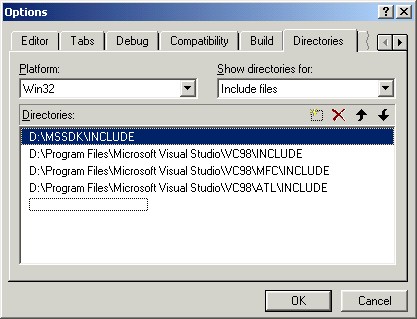 Options
Editor Tabs Debug Compatibility Build Directories
Platform: Show directories for:
Win32 Include files
Directories:
D:\MSSDK\INCLUDE
D:\Program Files\Microsoft Visual Studio\VC98\INCLUDE
D:\Program Files\Microsoft Visual Studio\VC98\MFC\INCLUDE
D:\Program Files\Microsoft Visual Studio\VC98\ATL\INCLUDE
OK Cancel